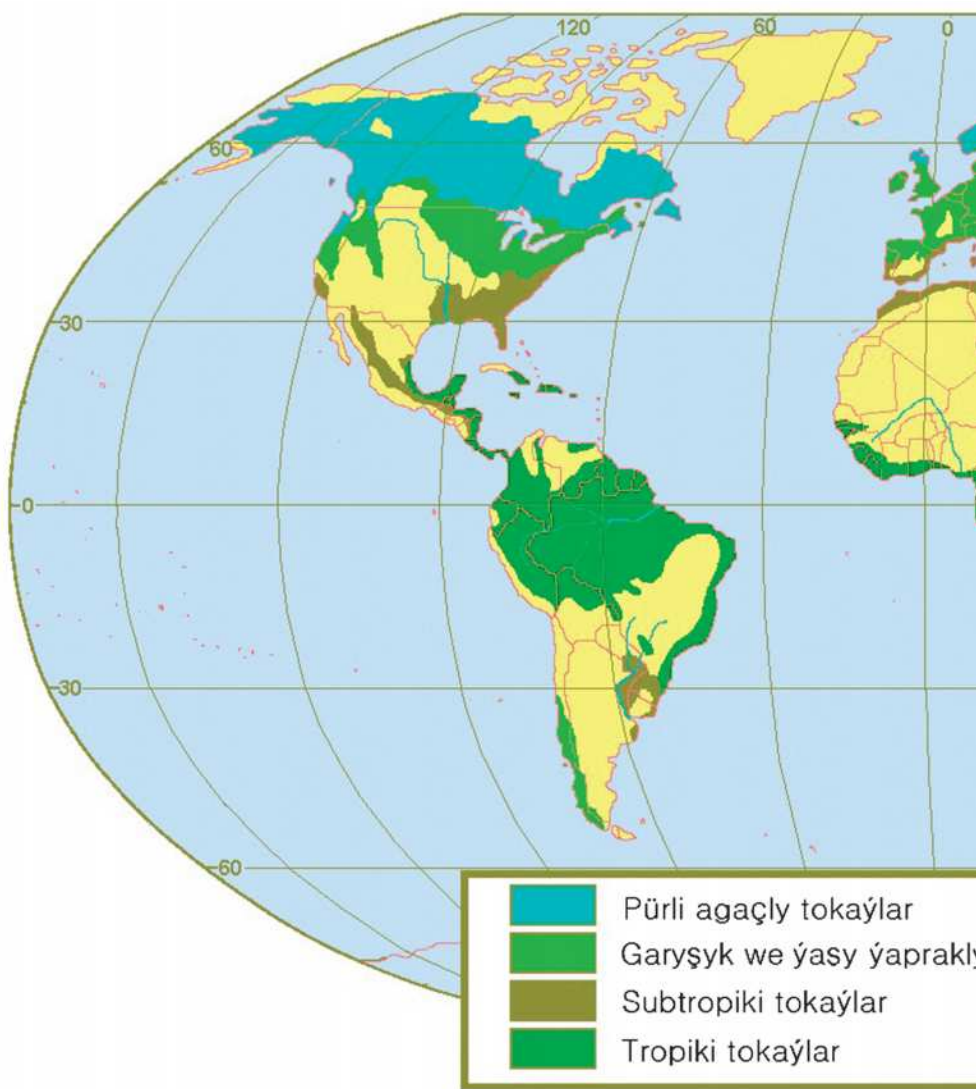 120 60 0
60
30
0
30
60
Pürli agaçly tokaýlar
Garyşyk we ýaşy ýaprakly
Subtropiki tokaýlar
Tropiki tokaýlar